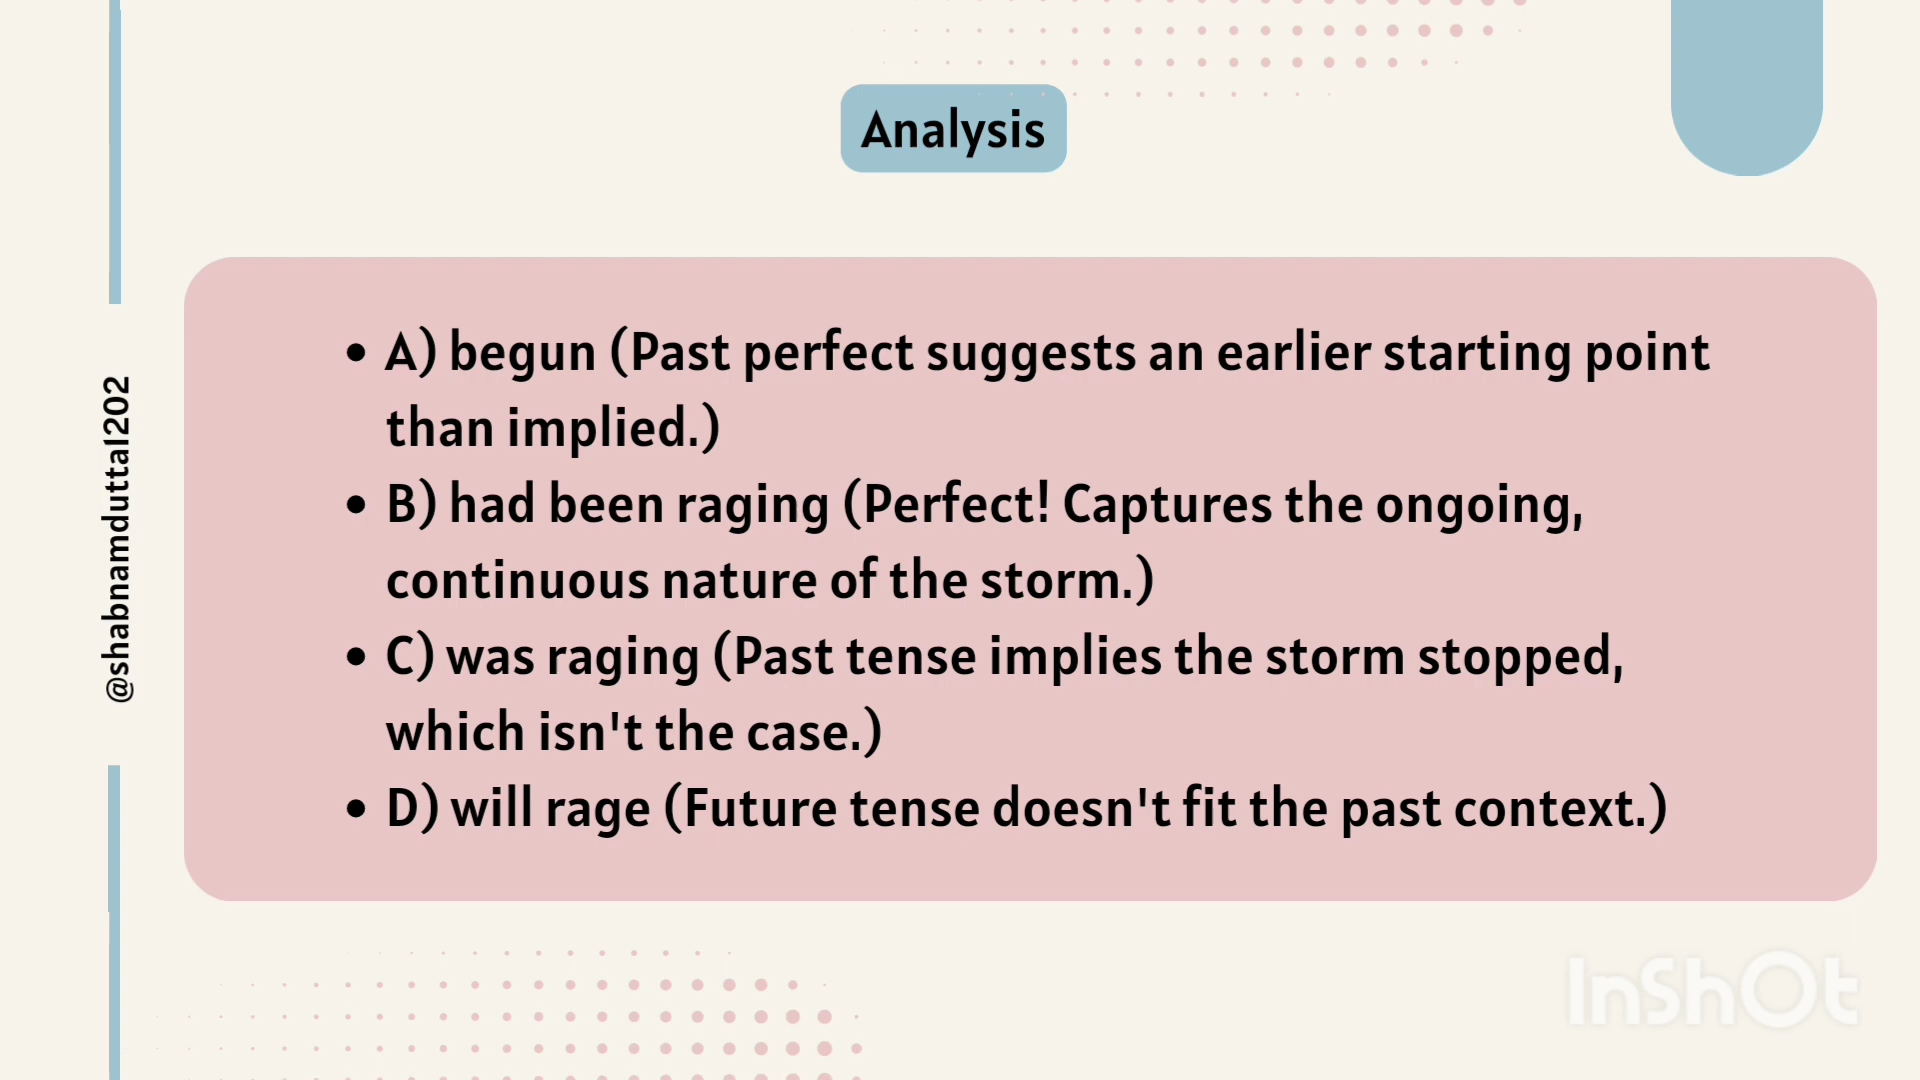 Analysis
• A) begun (Past perfect suggests an earlier starting point
than implied.)
• B) had been raging (Perfect! Captures the ongoing,
continuous nature of the storm.)
• C) was raging (Past tense implies the storm stopped,
which isn't the case.)
• D) will rage (Future tense doesn't fit the past context.)
@shabnamdutta1202
InShOt